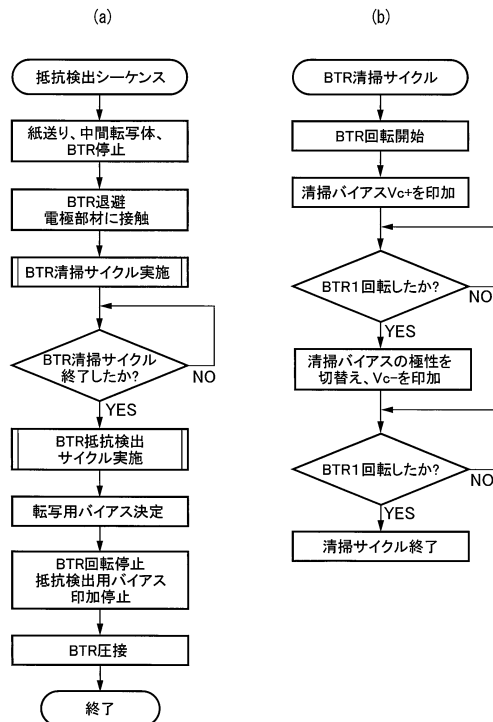 (a)
抵抗検出シーケンス
紙送り、中間転写体、
BTR停止
BTR退避
電極部材に接触
BTR清掃サイクル実施
BTR清掃サイクル
終了したか?
NO
YES
BTR抵抗検出
サイクル実施
転写用バイアス決定
BTR回転停止
抵抗検出用バイアス
印加停止
BTR圧接
終了
(b)
BTR清掃サイクル
BTR回転開始
清掃バイアスVc+を印加
BTR1回転したか?
NO
YES
清掃バイアスの極性を
切替え、Vc-を印加
BTR1回転したか?
NO
YES
清掃サイクル終了